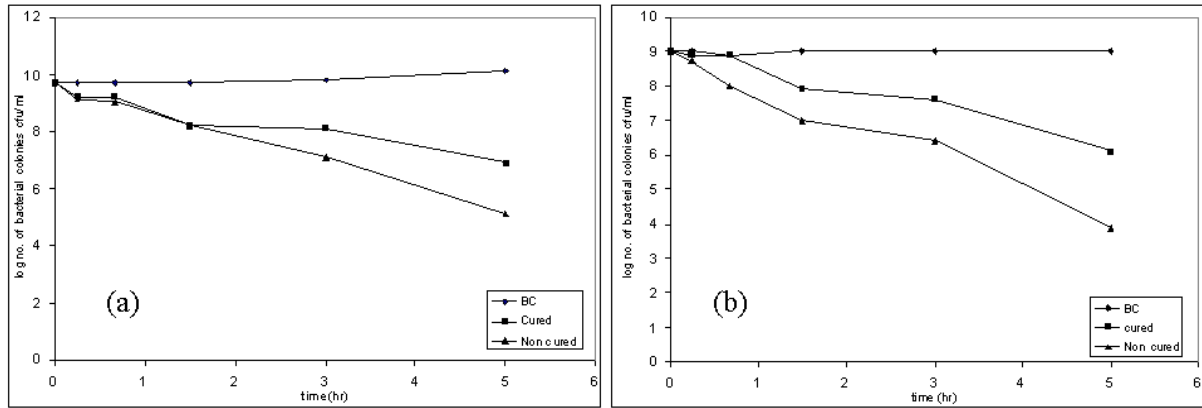 12
10
8
6
4
2
0
log no. of bacterial colonies cfu/ml
(a)
BC
Cured
Non cured
0 1 2 3 4 5 6
time (hr)
10
9
8
7
6
5
4
3
2
1
0
log no. of bacterial colonies cfu/ml
(b)
BC
cured
Non cured
0 1 2 3 4 5 6
time (hr)